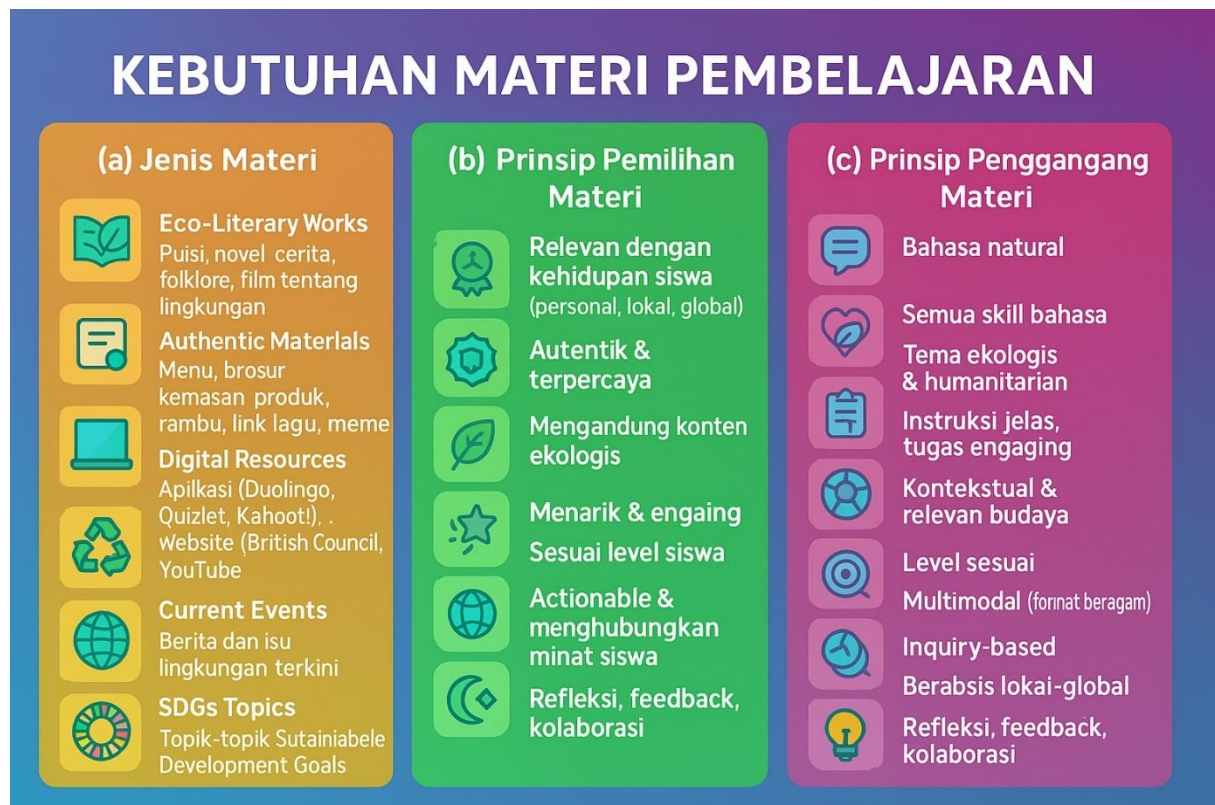 KEBUTUHAN MATERI PEMBELAJARAN
(a) Jenis Materi
Eco-Literary Works
Puisi, novel cerita,
folklore, film tentang
lingkungan
Authentic Materlals
Menu, brosur
kemasan produk,
rambu, link lagu, meme
Digital Resources
Apilkasi (Duolingo,
Quizlet, Kahoot!), .
Website (British Council,
YouTube
Current Events
Berita dan isu
lingkungan terkini
SDGs Topics
Topik-topik Sutainiabele
Development Goals
(b) Prinsip Pemilihan
Materi
Relevan dengan
kehidupan siswa
(personal, lokal, global)
Autentik &
terpercaya
Mengandung konten
ekologis
Menarik & engaing
Sesuai level siswa
Actionable &
menghubungkan
minat siswa
Refleksi, feedback,
kolaborasi
(c) Prinsip Penggangang
Materi
Bahasa natural
Semua skill bahasa
Tema ekologis
& humanitarian
Instruksi jelas,
tugas engaging
Kontekstual &
relevan budaya
Level sesuai
Multimodal (fornat beragam)
Inquiry-based
Berabsis lokai-global
Refleksi, feedback,
kolaborasi